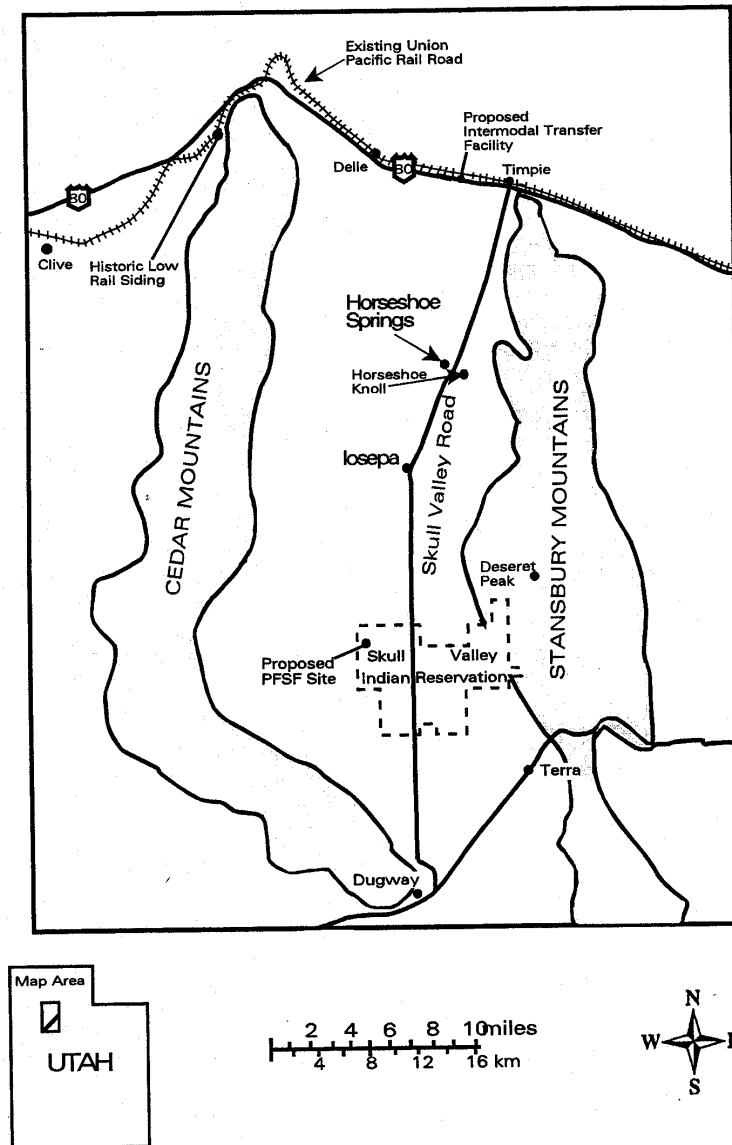 Existing Union
Pacific Rail Road
Proposed
Intermodal Transfer
Facility
Delle
80
Timpie
80
Clive
Historic Low
Rail Siding
Horseshoe
Springs
Horseshoe
Knoll
CEDAR MOUNTAINS
Iosepa
Skull Valley Road
STANSBURY MOUNTAINS
Deseret
Peak
Proposed
PFSF Site
Skull Valley
Indian Reservation
Terra
Dugway
Map Area
UTAH
2 4 6 8 10miles
4 8 12 16 km
N
W
S